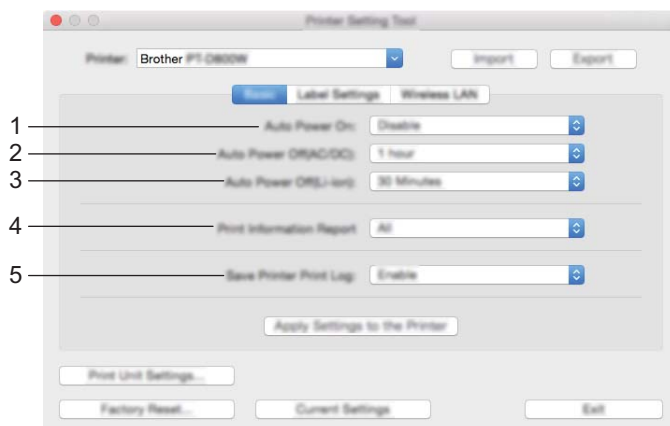 Printer Setting Tool
Printer: Brother PT-D800W Import Export
Basic Label Settings Wireless LAN
1 Auto Power On: Disable
2 Auto Power Off(AC/DC): 1 hour
3 Auto Power Off(Li-ion): 30 Minutes
4 Print Information Report All
5 Save Printer Print Log: Enable
Apply Settings to the Printer
Print Unit Settings...
Factory Reset... Current Settings Exit